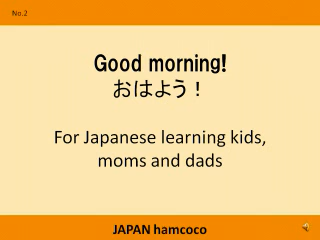 No.2
Good morning!
おはよう！
For Japanese learning kids,
moms and dads
JAPAN hamcoco